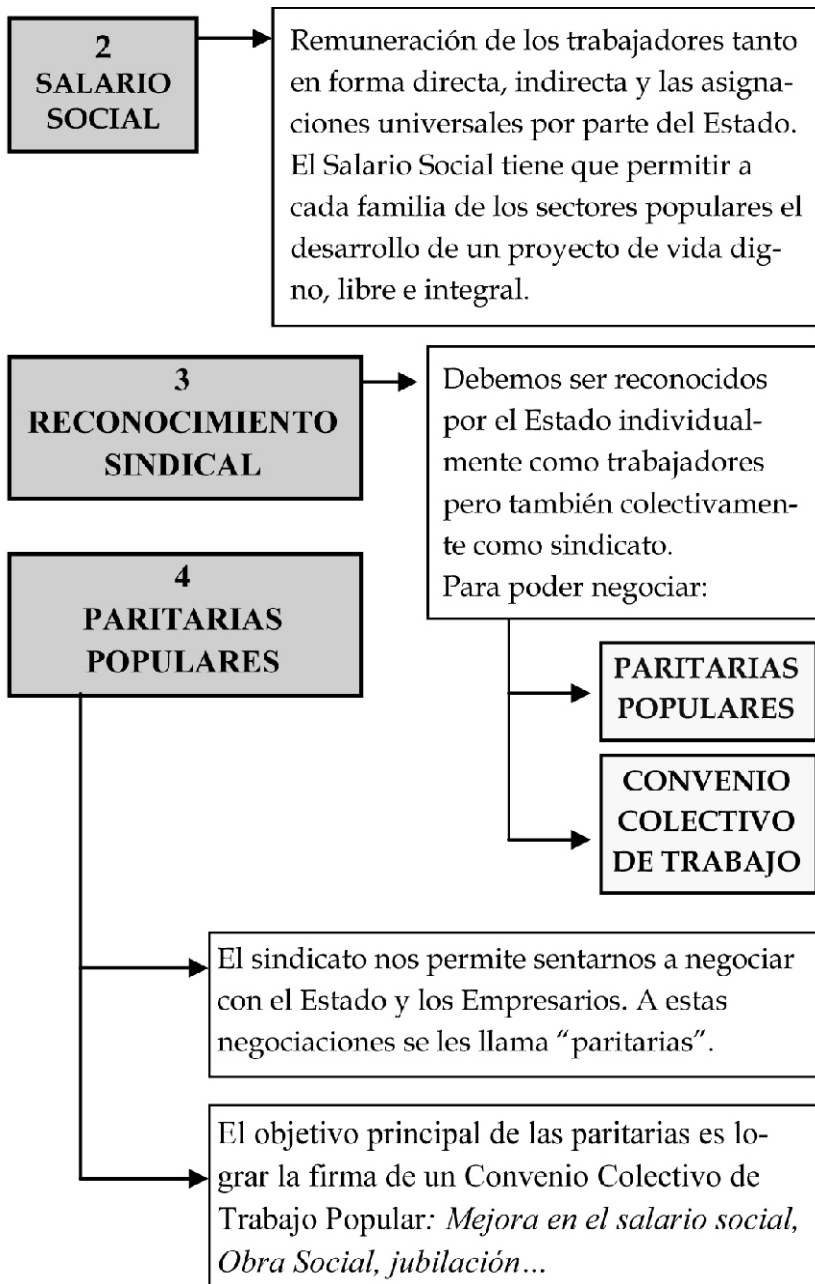 2
SALARIO
SOCIAL
Remuneración de los trabajadores tanto
en forma directa, indirecta y las asigna-
ciones universales por parte del Estado.
El Salario Social tiene que permitir a
cada familia de los sectores populares el
desarrollo de un proyecto de vida dig-
no, libre e integral.
3
RECONOCIMIENTO
SINDICAL
Debemos ser reconocidos
por el Estado individual-
mente como trabajadores
pero también colectivamen-
te como sindicato.
Para poder negociar:
PARITARIAS
POPULARES
CONVENIO
COLECTIVO
DE TRABAJO
4
PARITARIAS
POPULARES
El sindicato nos permite sentarnos a negociar
con el Estado y los Empresarios. A estas
negociaciones se les llama “paritarias”.
El objetivo principal de las paritarias es lo-
grar la firma de un Convenio Colectivo de
Trabajo Popular: Mejora en el salario social,
Obra Social, jubilación...